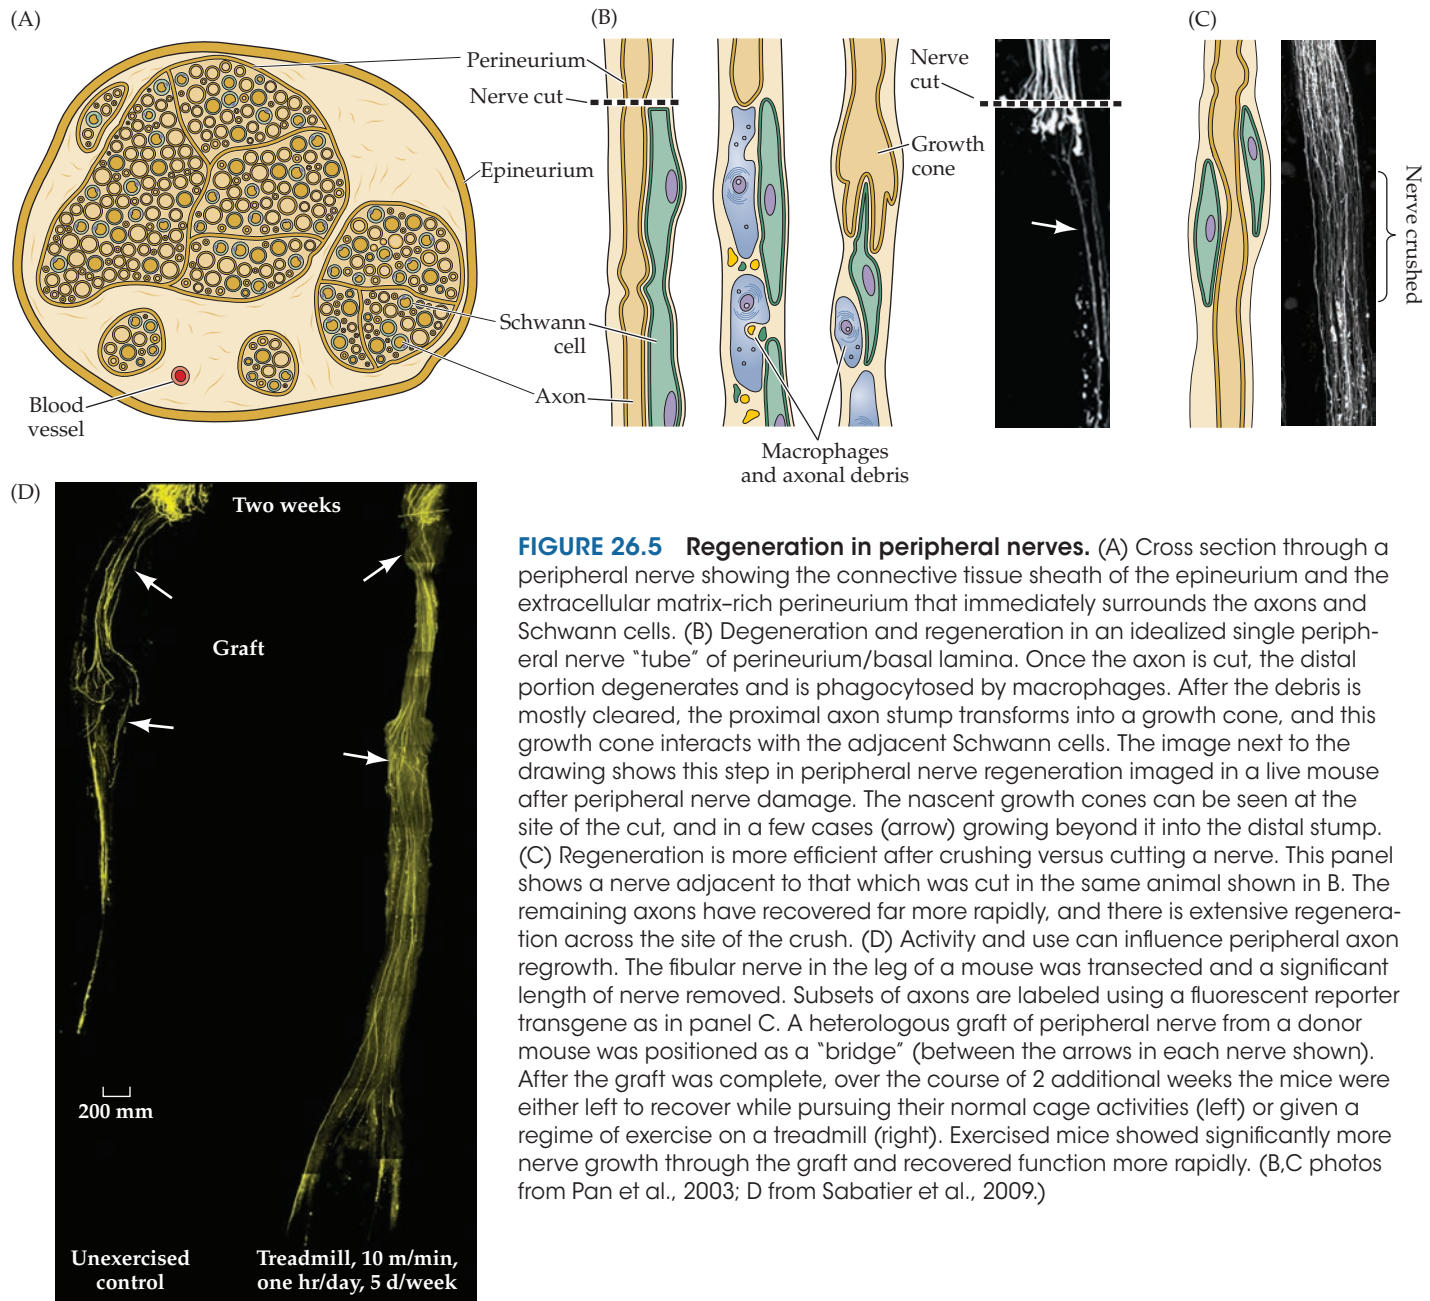 (A)
(B)
(C)
Perineurium
Nerve cut
Epineurium
Schwann
cell
Axon
Blood
vessel
Nerve
cut
Growth
cone
Macrophages
and axonal debris
Nerve crushed
(D)
Two weeks
Graft
200 mm
Unexercised
control
Treadmill, 10 m/min,
one hr/day, 5 d/week
FIGURE 26.5 Regeneration in peripheral nerves. (A) Cross section through a
peripheral nerve showing the connective tissue sheath of the epineurium and the
extracellular matrix–rich perineurium that immediately surrounds the axons and
Schwann cells. (B) Degeneration and regeneration in an idealized single periph-
eral nerve “tube” of perineurium/basal lamina. Once the axon is cut, the distal
portion degenerates and is phagocytosed by macrophages. After the debris is
mostly cleared, the proximal axon stump transforms into a growth cone, and this
growth cone interacts with the adjacent Schwann cells. The image next to the
drawing shows this step in peripheral nerve regeneration imaged in a live mouse
after peripheral nerve damage. The nascent growth cones can be seen at the
site of the cut, and in a few cases (arrow) growing beyond it into the distal stump.
(C) Regeneration is more efficient after crushing versus cutting a nerve. This panel
shows a nerve adjacent to that which was cut in the same animal shown in B. The
remaining axons have recovered far more rapidly, and there is extensive regenera-
tion across the site of the crush. (D) Activity and use can influence peripheral axon
regrowth. The fibular nerve in the leg of a mouse was transected and a significant
length of nerve removed. Subsets of axons are labeled using a fluorescent reporter
transgene as in panel C. A heterologous graft of peripheral nerve from a donor
mouse was positioned as a “bridge” (between the arrows in each nerve shown).
After the graft was complete, over the course of 2 additional weeks the mice were
either left to recover while pursuing their normal cage activities (left) or given a
regime of exercise on a treadmill (right). Exercised mice showed significantly more
nerve growth through the graft and recovered function more rapidly. (B,C photos
from Pan et al., 2003; D from Sabatier et al., 2009.)